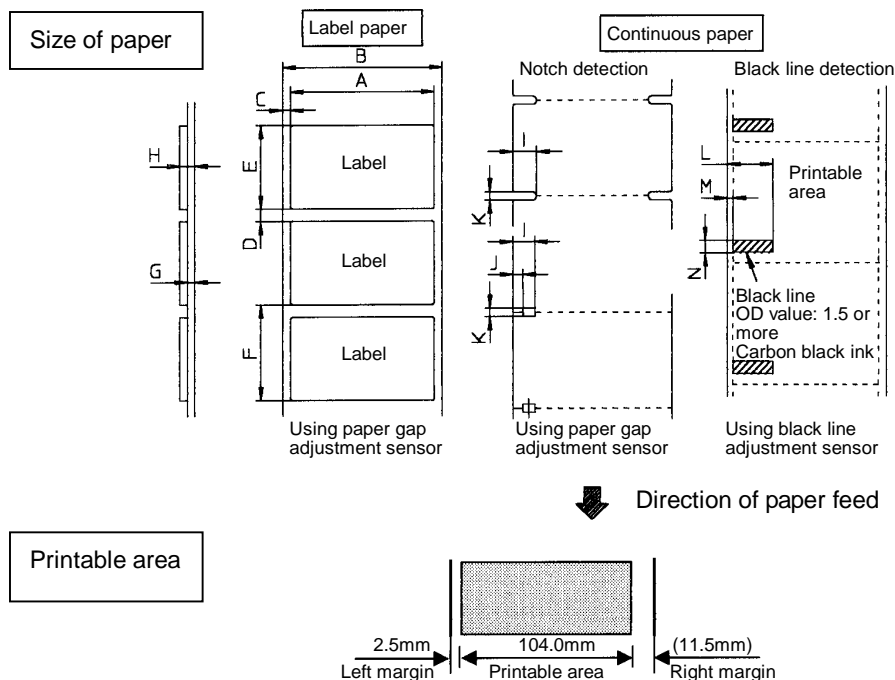 Size of paper
Label paper
Continuous paper
B
Notch detection
Black line detection
A
C
I
H
E
Label
L
Printable
area
M
K
D
I
Label
J
N
G
Black line
OD value: 1.5 or
more
Carbon black ink
K
F
Label
Using paper gap
adjustment sensor
Using paper gap
adjustment sensor
Using black line
adjustment sensor
Direction of paper feed
Printable area
2.5mm
104.0mm
(11.5mm)
Left margin
Printable area
Right margin